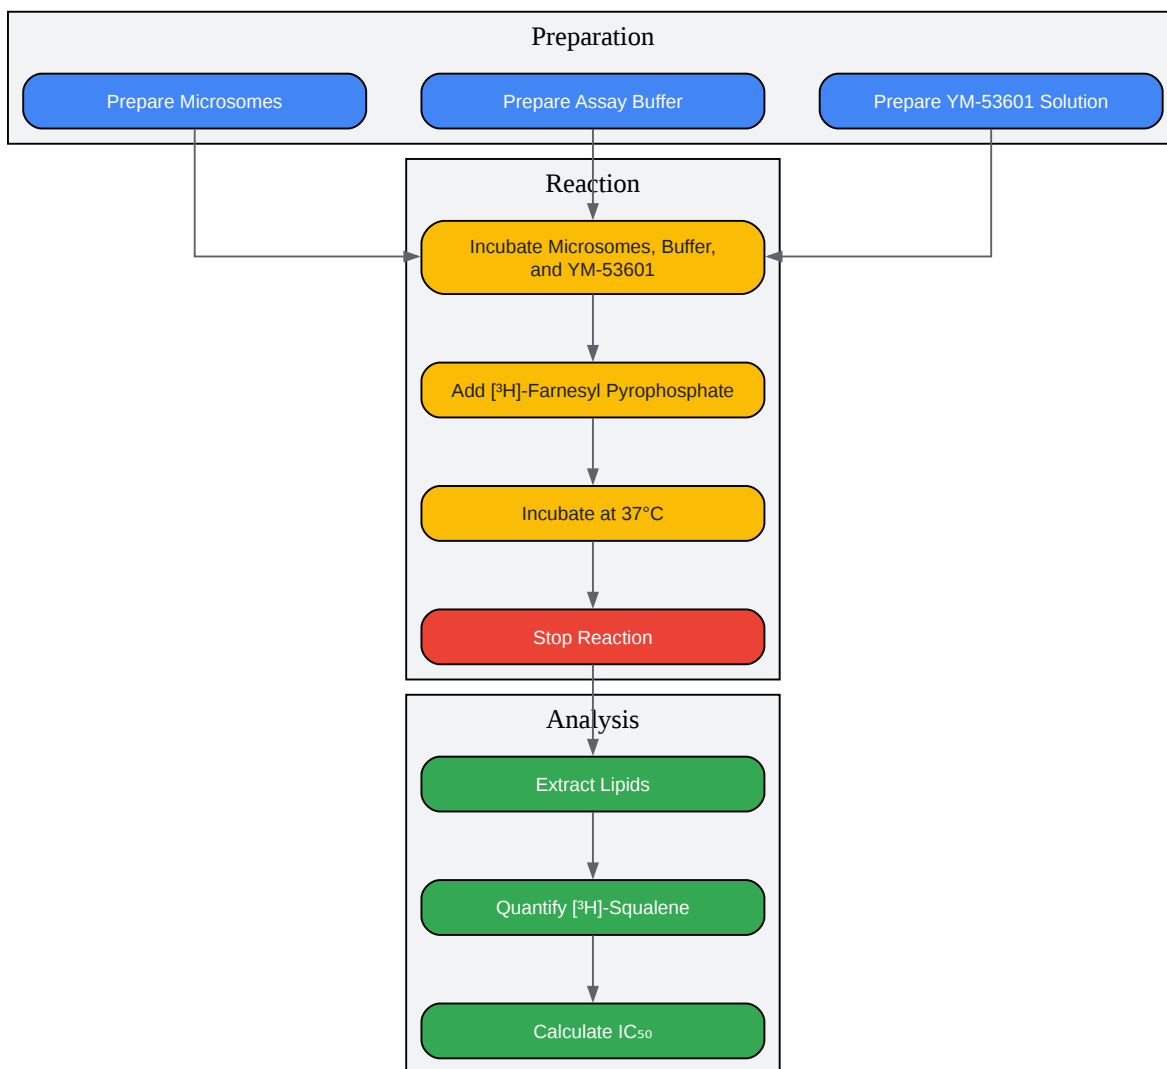 Preparation
Prepare Microsomes
Prepare Assay Buffer
Prepare YM-53601 Solution
Reaction
Incubate Microsomes, Buffer,
and YM-53601
Add [³H]-Farnesyl Pyrophosphate
Incubate at 37°C
Stop Reaction
Analysis
Extract Lipids
Quantify [³H]-Squalene
Calculate IC₅₀